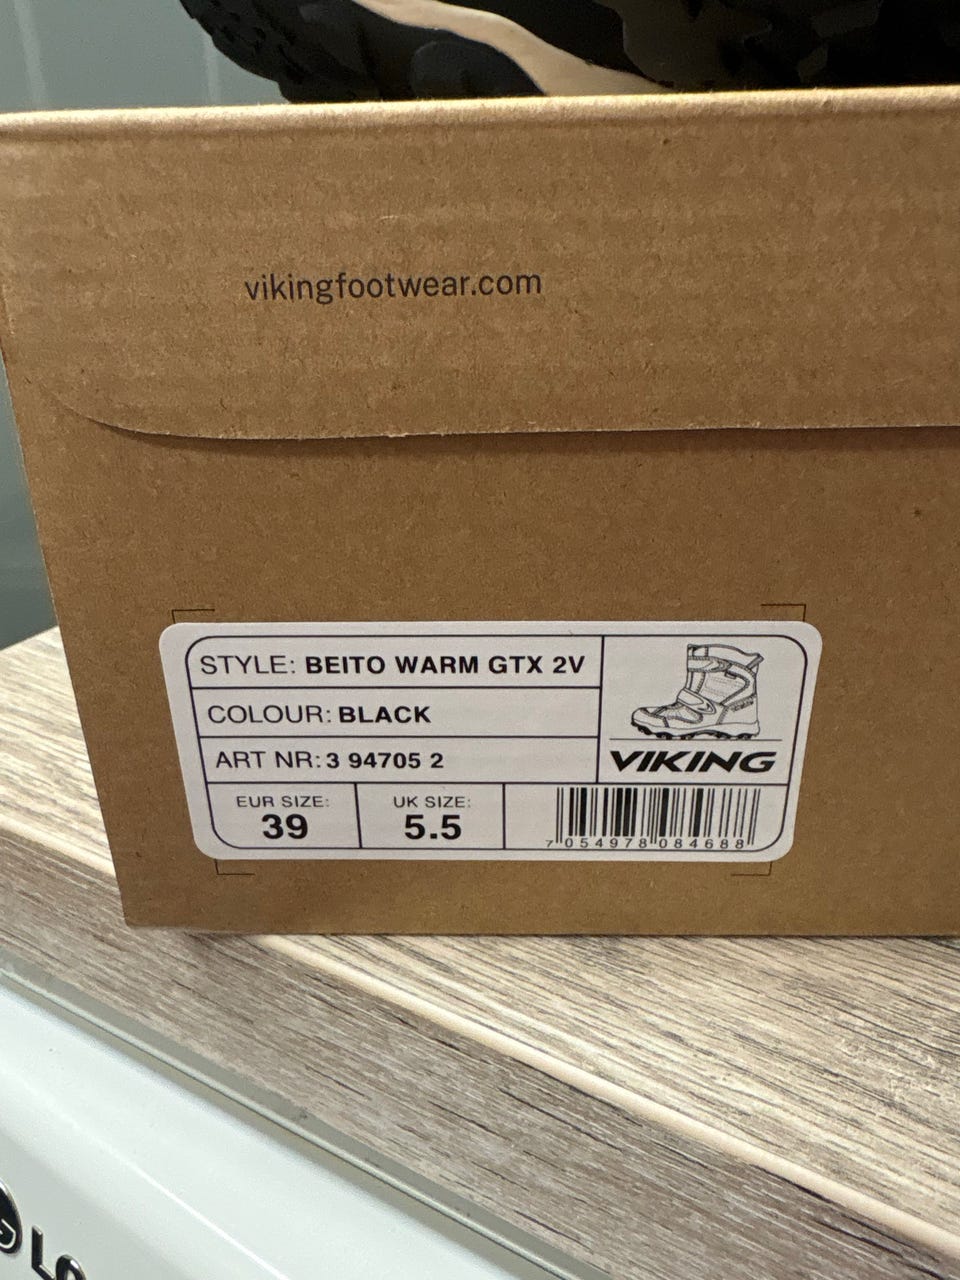 vikingfootwear.com
STYLE: BEITO WARM GTX 2V
COLOUR: BLACK
ART NR: 3 94705 2
VIKING
EUR SIZE:
39
UK SIZE:
5.5
7 054978 084688
LG